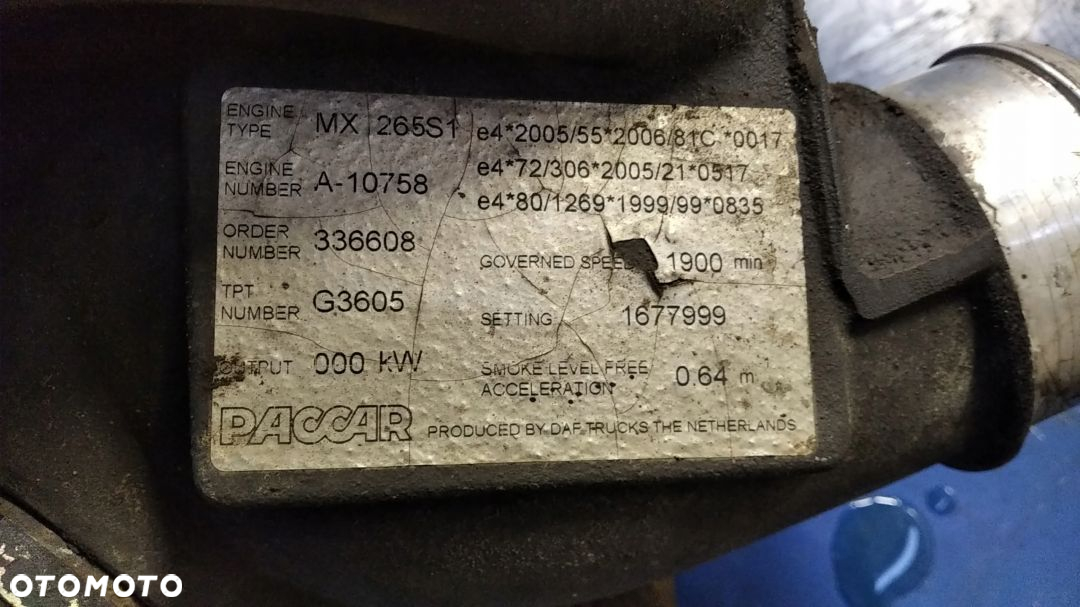 ENGINE TYPE MX 265S1 e4*2005/55*2006/81C *0017
ENGINE NUMBER A-10758 e4*72/306*2005/21*0517
e4*80/1269*1999/99*0835
ORDER NUMBER 336608
GOVERNED SPEED 1900 min
TPT NUMBER G3605
SETTING 1677999
OUTPUT 000 kW
SMOKE LEVEL FREE ACCELERATION 0.64 m
PACCAR PRODUCED BY DAF TRUCKS THE NETHERLANDS
OTOMOTO